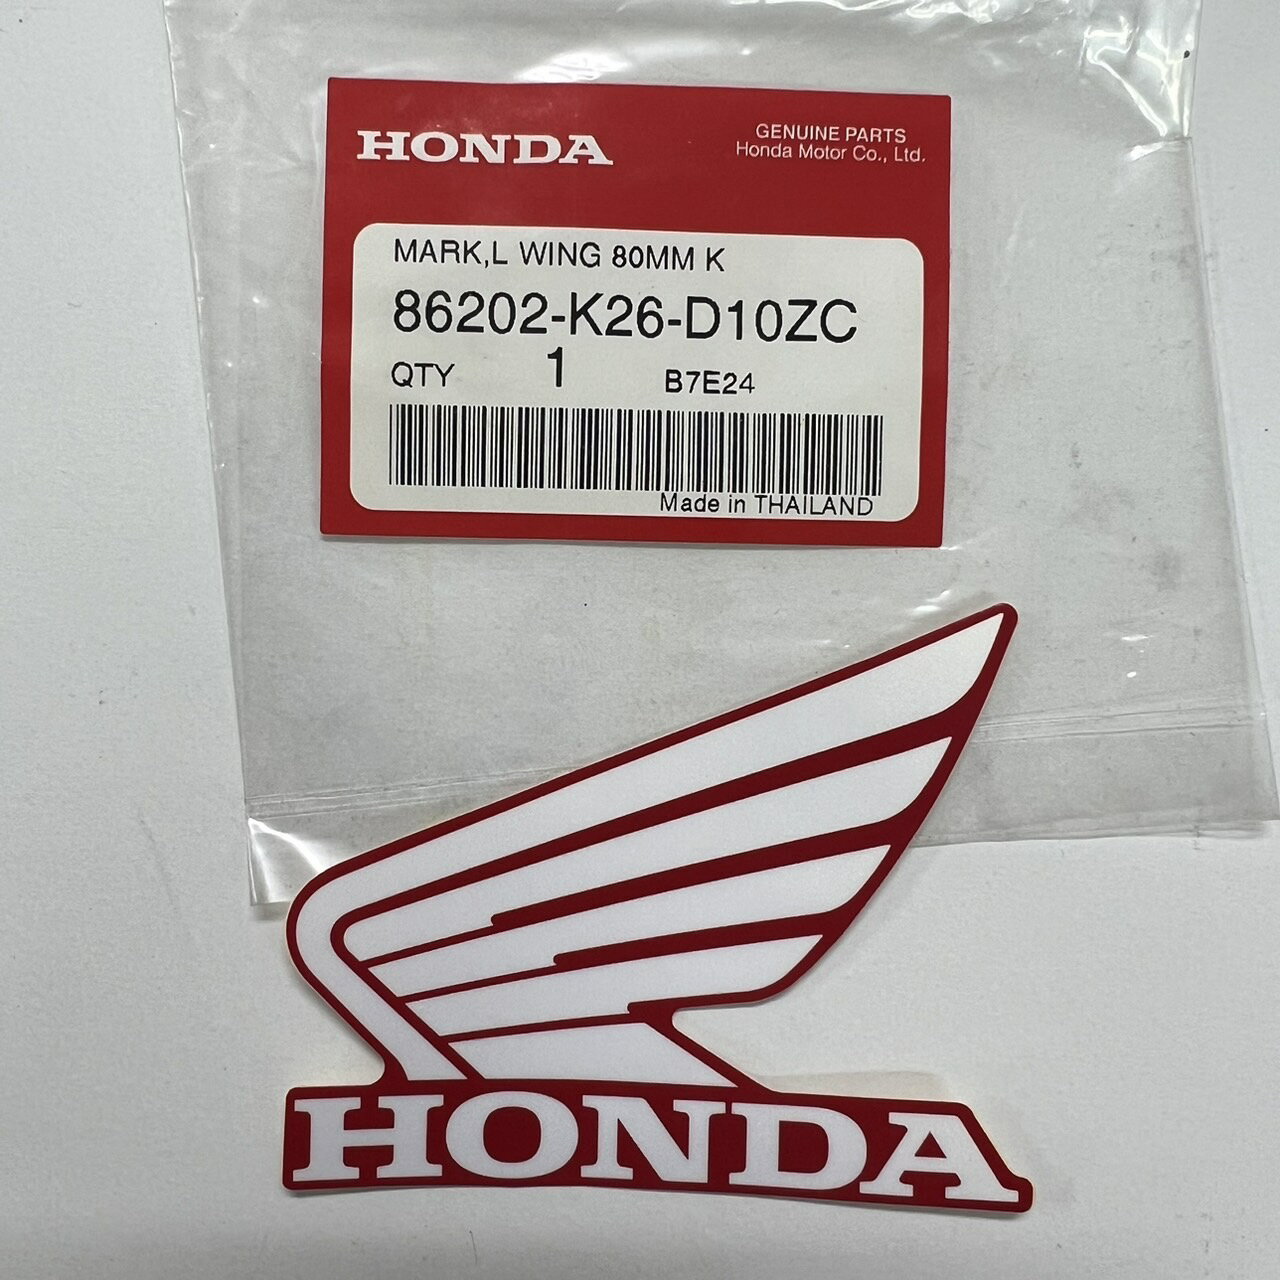 HONDA
GENUINE PARTS
Honda Motor Co., Ltd.
MARK,L WING 80MM K
86202-K26-D10ZC
QTY 1 B7E24
Made in THAILAND
HONDA